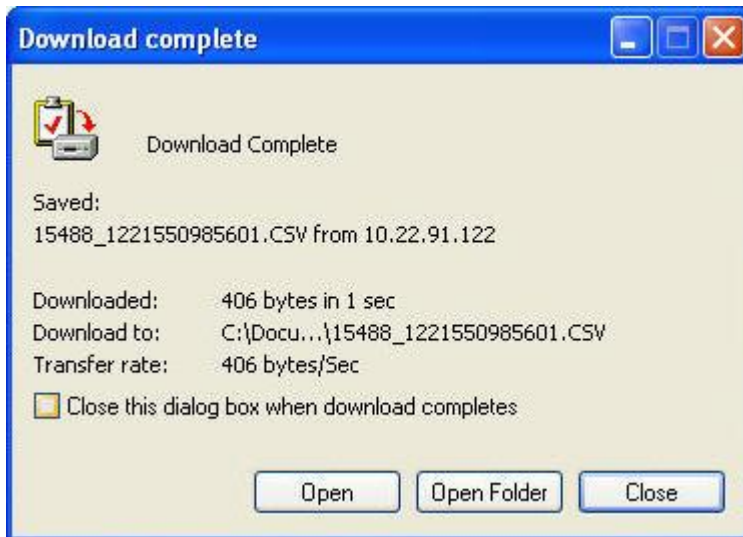 Download complete
Download Complete
Saved:
15488_1221550985601.CSV from 10.22.91.122
Downloaded: 406 bytes in 1 sec
Download to: C:\Docu...\15488_1221550985601.CSV
Transfer rate: 406 bytes/Sec
Close this dialog box when download completes
Open Open Folder Close